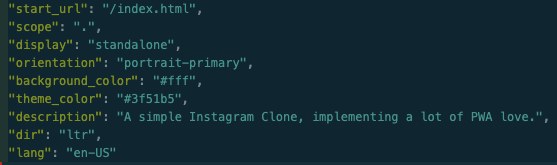 "start_url": "/index.html",
"scope": ".",
"display": "standalone",
"orientation": "portrait-primary",
"background_color": "#fff",
"theme_color": "#3f51b5",
"description": "A simple Instagram Clone, implementing a lot of PWA love.",
"dir": "ltr",
"lang": "en-US"